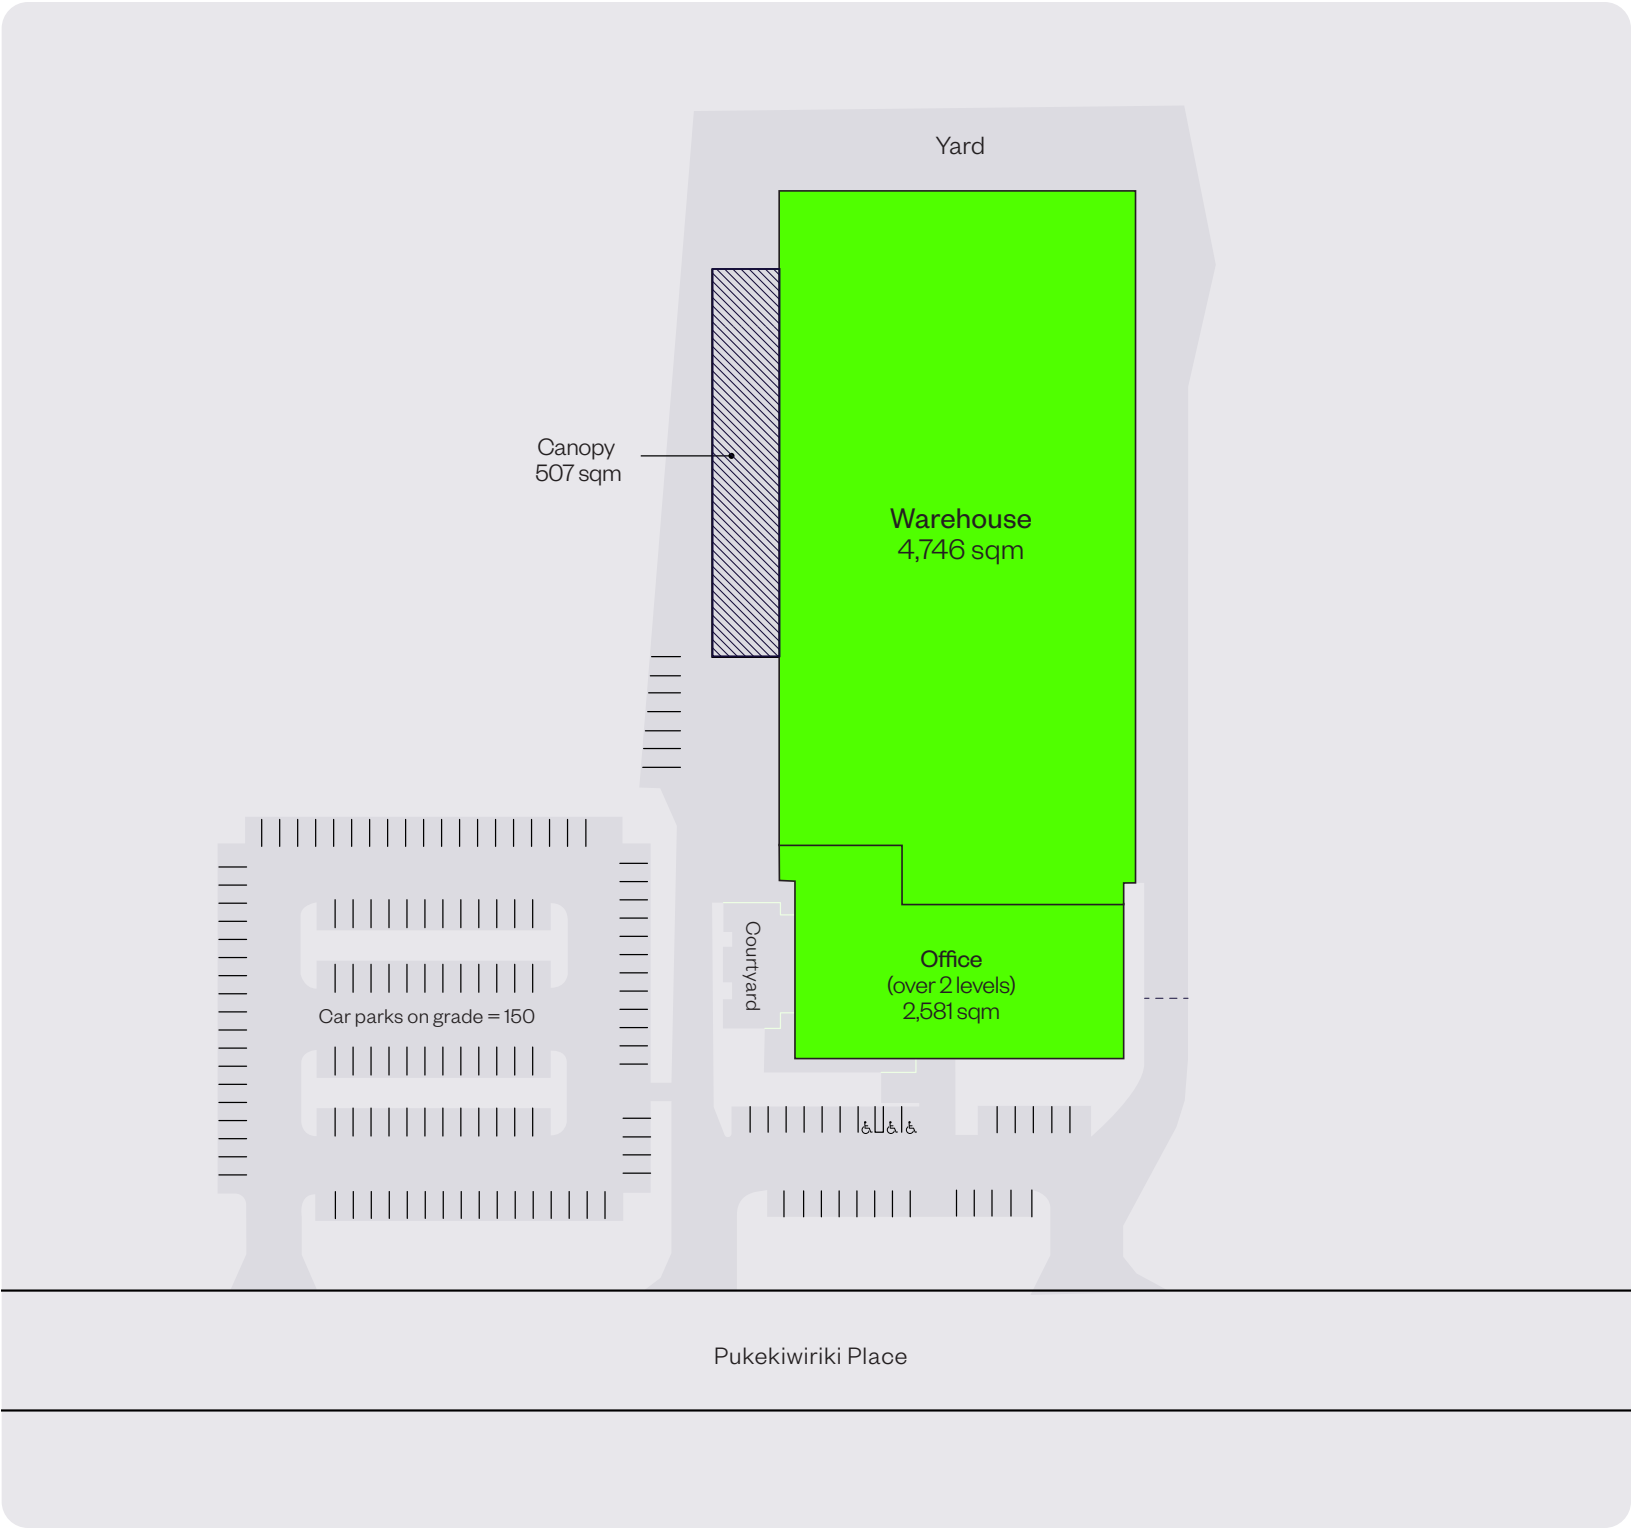 Yard
Canopy
507 sqm
Warehouse
4,746 sqm
Courtyard
Office
(over 2 levels)
2,581 sqm
Car parks on grade = 150
Pukekiwiriki Place